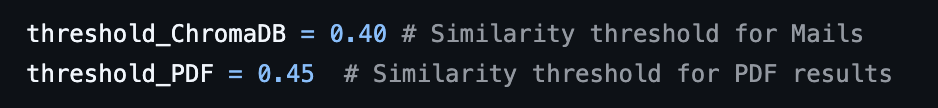 threshold_ChromaDB = 0.40 # Similarity threshold for Mails
threshold_PDF = 0.45  # Similarity threshold for PDF results